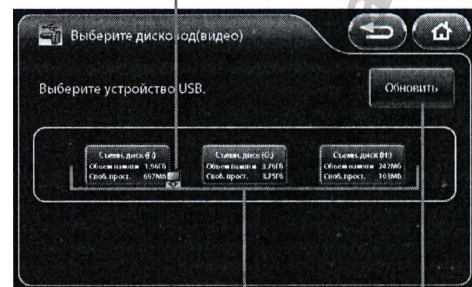 Выберите дисковод(видео)
Выберите устройство USB.
Обновить
Съемн. диск (F:)
Объем памяти 1.96Гб
Своб. прост. 697Мб
Съемн. диск (G:)
Объем памяти 3.76Гб
Своб. прост. 3.75Гб
Съемн. диск (H:)
Объем памяти 242Мб
Своб. прост. 103Мб